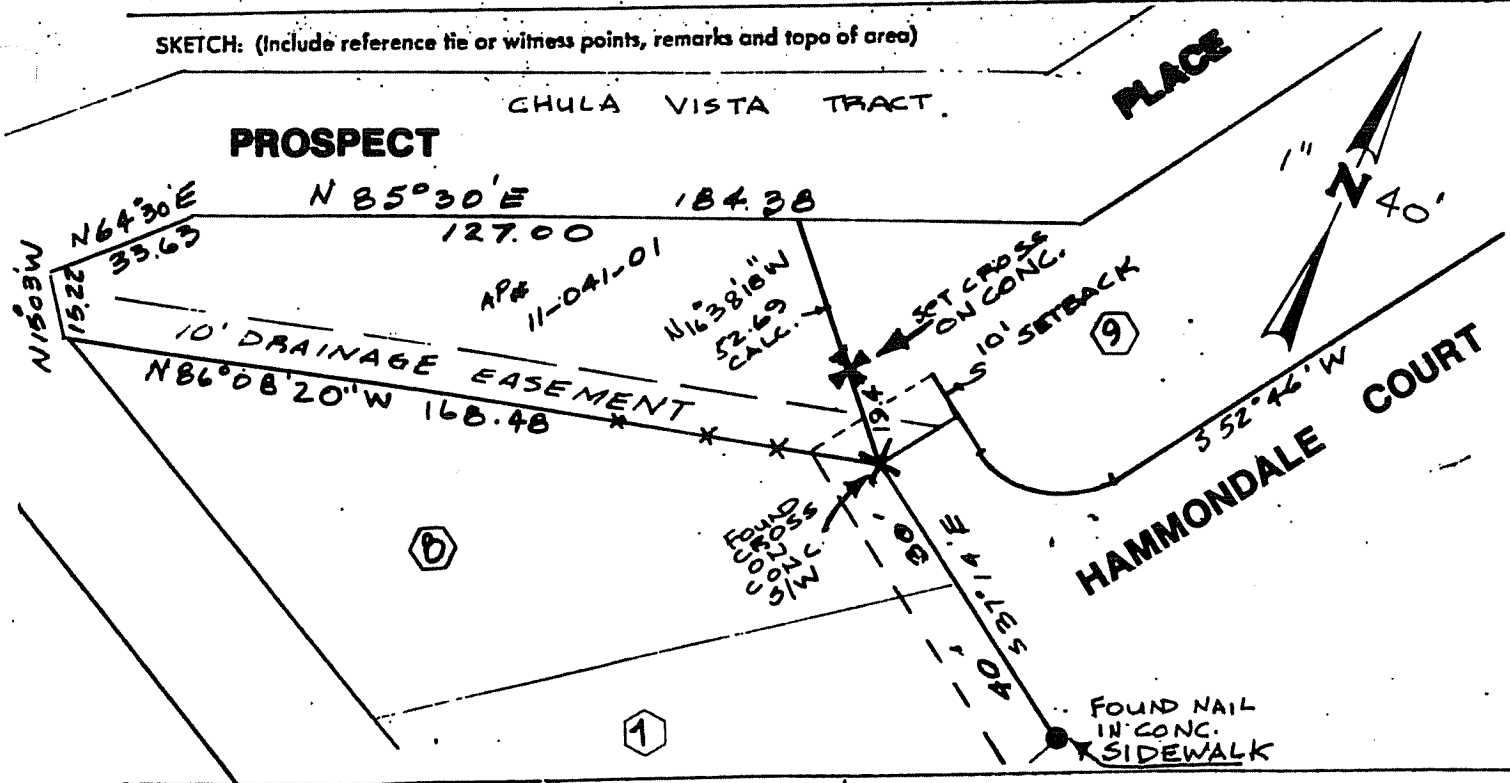 SKETCH: (Include reference tie or witness points, remarks and topo of area)
CHULA VISTA TRACT.
PROSPECT
PLACE
N 85°30'E 184.38
127.00
N64°30'E
33.63
N15°03'W
15.22
AP# 11-041-01
N16°38'18"W
52.69
CALC.
SET CROSS
ON CONC.
10' SETBACK
9
1" N 40'
10' DRAINAGE EASEMENT
N86°08'20"W 168.48
19.4
5
S52°46'W
HAMMONDALE COURT
8
FOUND
CROSS
CONC.
S/W
30'
S37°14'E
40'
FOUND NAIL
IN CONC.
SIDEWALK